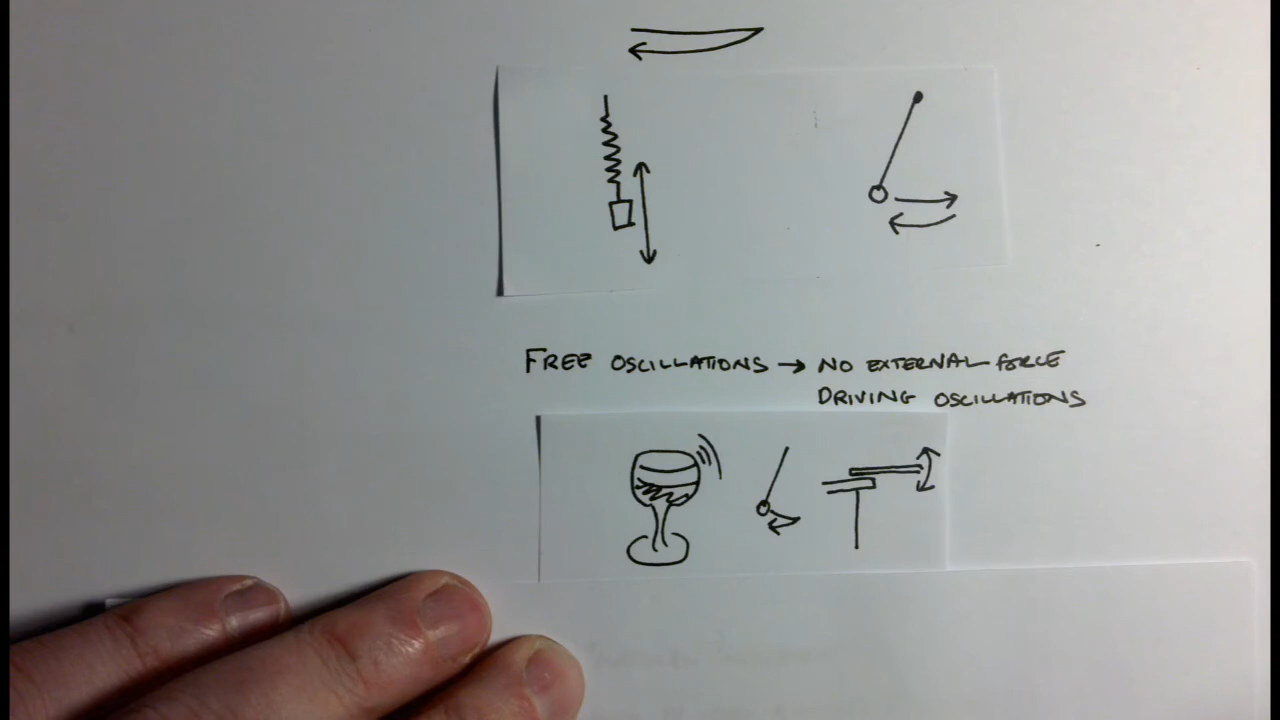 FREE OSCILLATIONS → NO EXTERNAL FORCE
DRIVING OSCILLATIONS